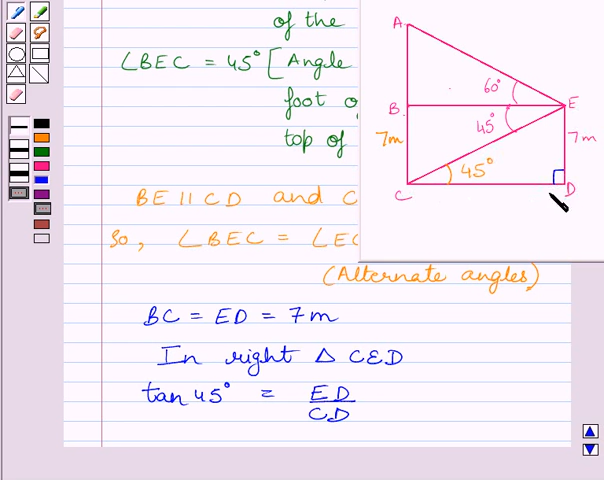 of the
∠BEC = 45° [Angle
foot o
top of
BE || CD and C
So, ∠BEC = ∠EC
(Alternate angles)
BC = ED = 7m
In right △ CED
tan 45° = ED/CD
A
60°
B
E
45°
7m
7m
45°
C
D